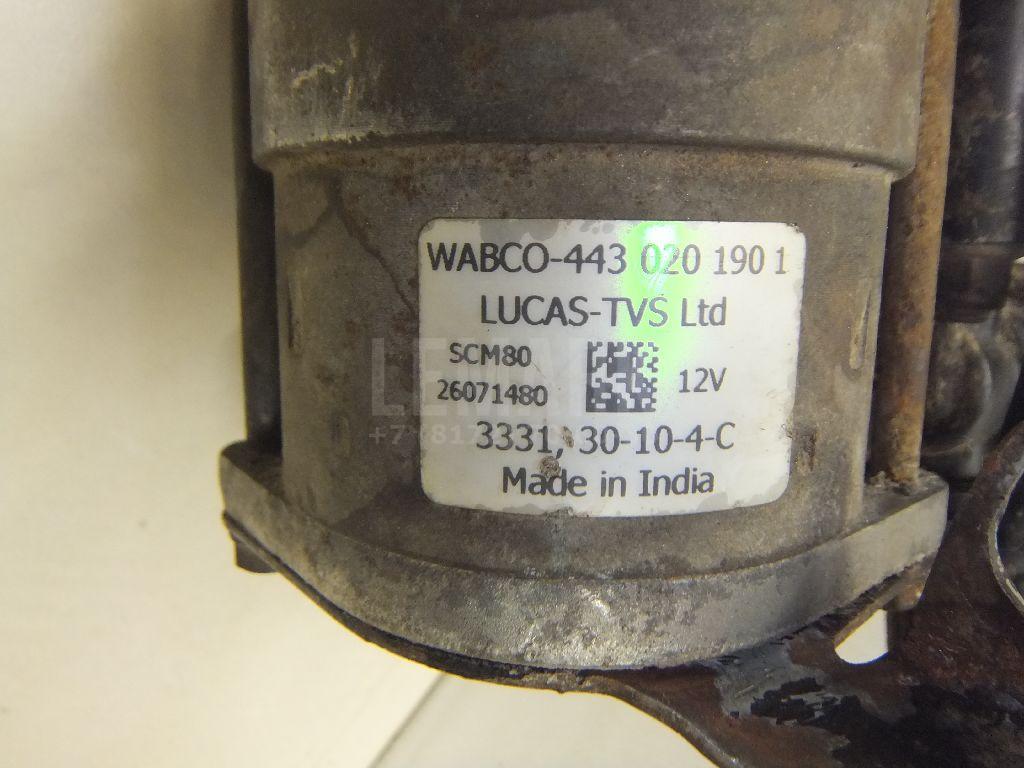 WABCO-443 020 190 1
LUCAS-TVS Ltd
SCM80
26071480
12V
3331, 30-10-4-C
Made in India